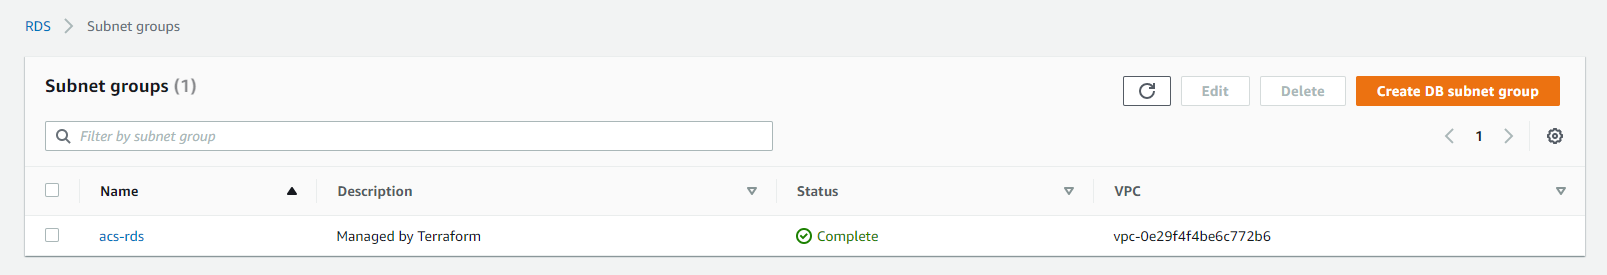 RDS > Subnet groups
Subnet groups (1)
Edit
Delete
Create DB subnet group
Filter by subnet group
1
Name Description Status VPC
acs-rds Managed by Terraform Complete vpc-0e29f4f4be6c772b6